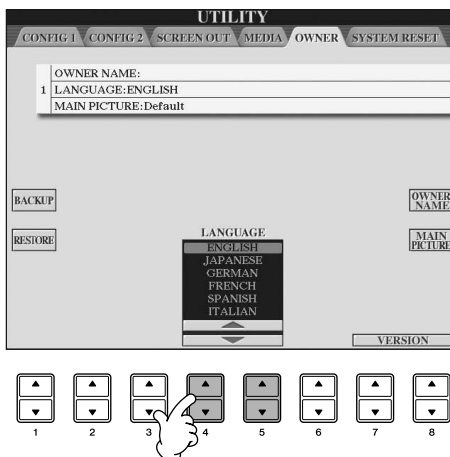 UTILITY
CONFIG 1 CONFIG 2 SCREEN OUT MEDIA OWNER SYSTEM RESET
OWNER NAME:
1 LANGUAGE:ENGLISH
MAIN PICTURE:Default
BACKUP
OWNER
NAME
RESTORE
MAIN
PICTURE
LANGUAGE
ENGLISH
JAPANESE
GERMAN
FRENCH
SPANISH
ITALIAN
VERSION
1 2 3 4 5 6 7 8